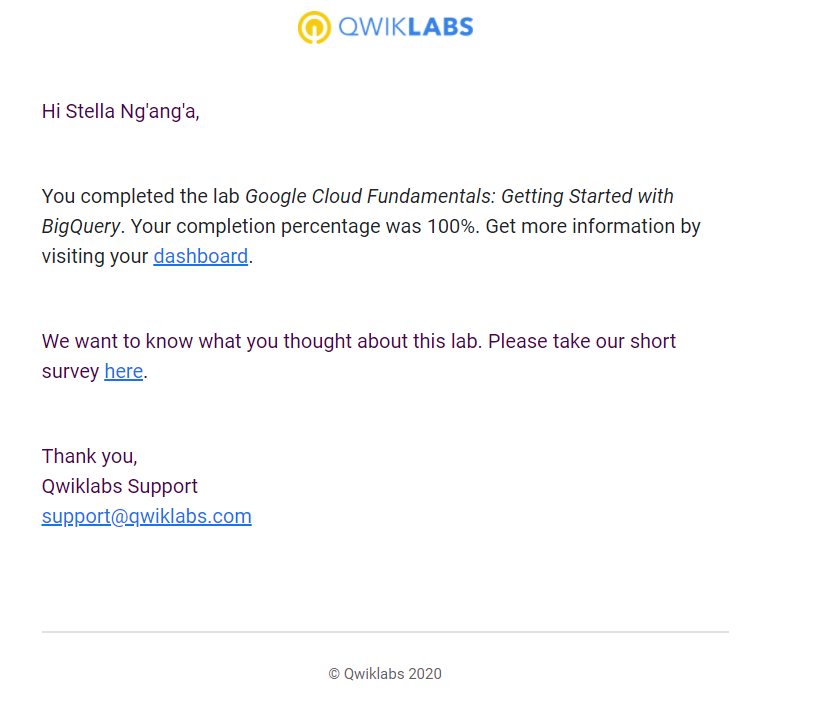 QWIKLABS
Hi Stella Ng'ang'a,
You completed the lab Google Cloud Fundamentals: Getting Started with
BigQuery. Your completion percentage was 100%. Get more information by
visiting your dashboard.
We want to know what you thought about this lab. Please take our short
survey here.
Thank you,
Qwiklabs Support
support@qwiklabs.com
© Qwiklabs 2020